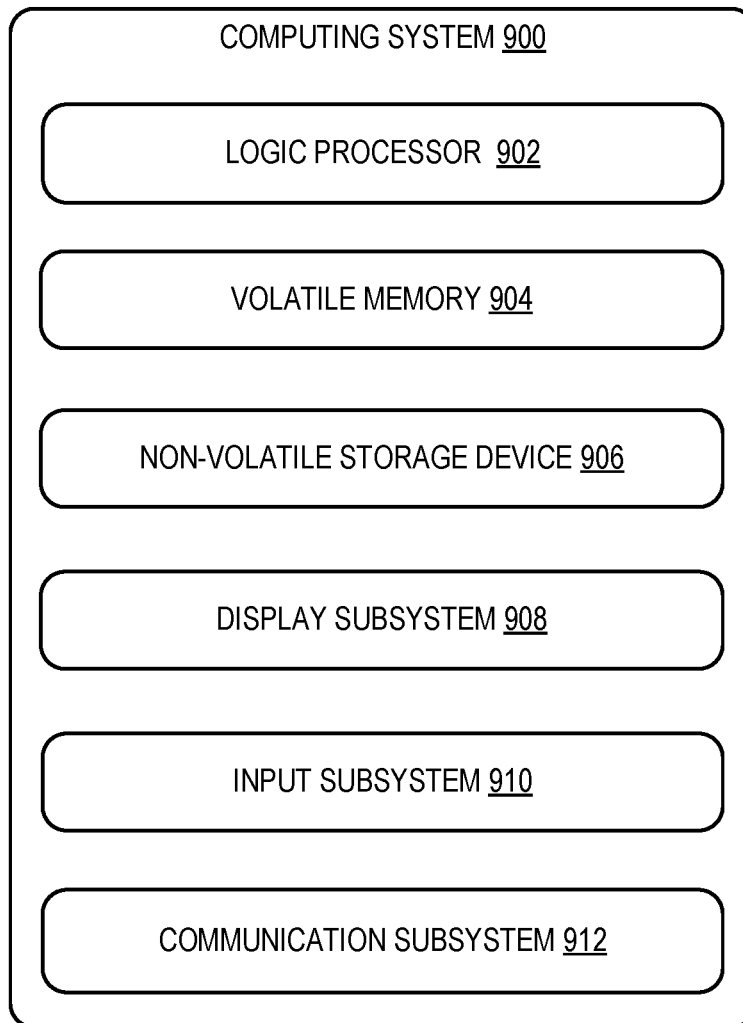 COMPUTING SYSTEM 900
LOGIC PROCESSOR 902
VOLATILE MEMORY 904
NON-VOLATILE STORAGE DEVICE 906
DISPLAY SUBSYSTEM 908
INPUT SUBSYSTEM 910
COMMUNICATION SUBSYSTEM 912